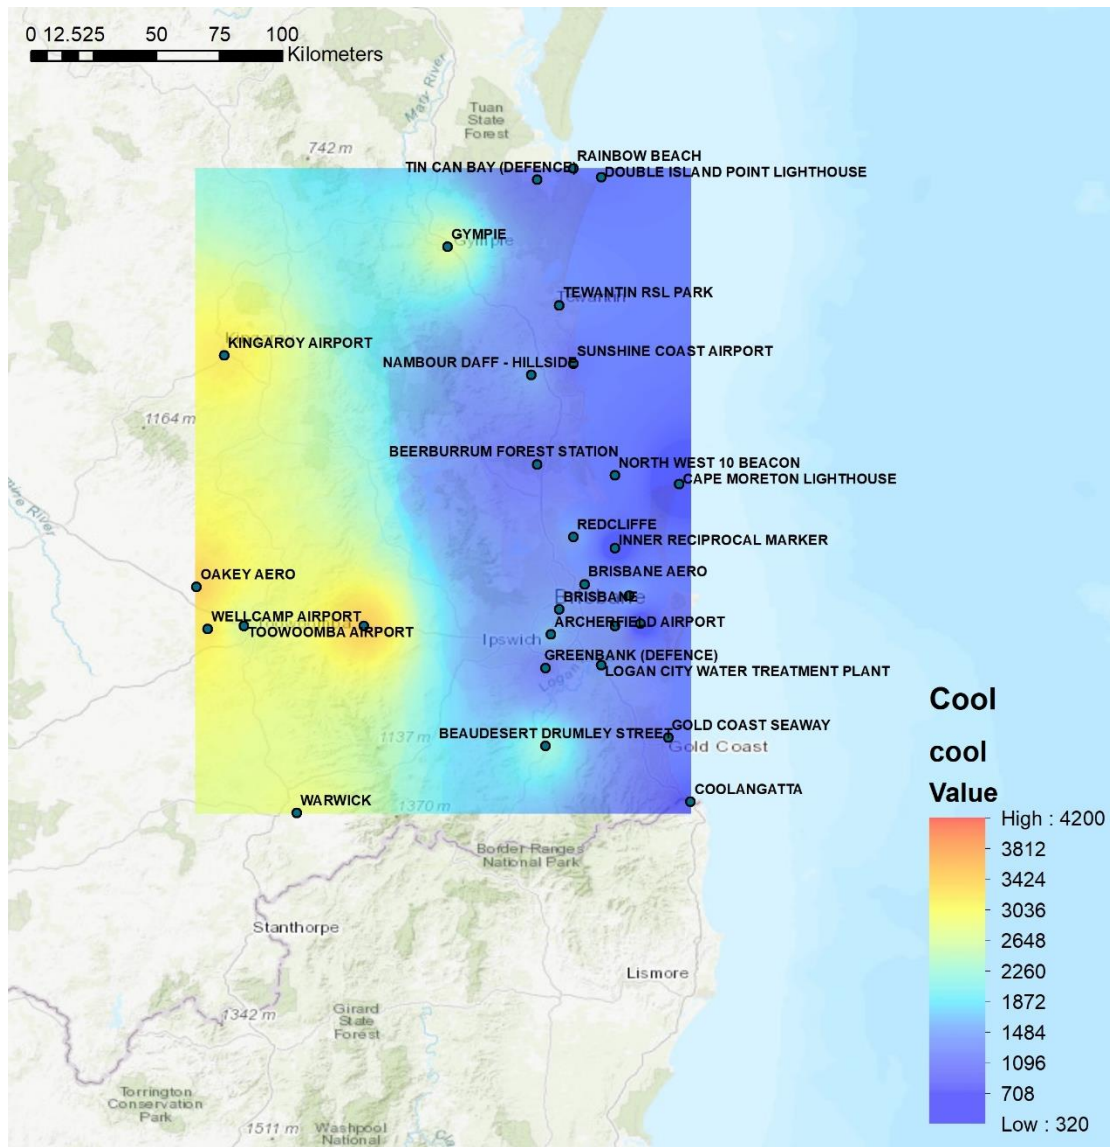 0 12.525 50 75 100
Kilometers
Mary River
Tuan
State
Forest
742 m
RAINBOW BEACH
TIN CAN BAY (DEFENCE)
DOUBLE ISLAND POINT LIGHTHOUSE
GYMPIE
Gympie
TEWANTIN RSL PARK
Tewantin
KINGAROY AIRPORT
SUNSHINE COAST AIRPORT
NAMBOUR DAFF - HILLSIDE
1164 m
BEERBURRUM FOREST STATION
NORTH WEST 10 BEACON
CAPE MORETON LIGHTHOUSE
REDCLIFFE
INNER RECIPROCAL MARKER
OAKEY AERO
BRISBANE AERO
BRISBANE
Brisbane
WELLCAMP AIRPORT
TOOWOOMBA AIRPORT
ARCHERFIELD AIRPORT
Ipswich
GREENBANK (DEFENCE)
LOGAN CITY WATER TREATMENT PLANT
Logan
GOLD COAST SEAWAY
BEAUDESERT DRUMLEY STREET
1137 m
Gold Coast
COOLANGATTA
WARWICK
1370 m
Border Ranges
National Park
Stanthorpe
Lismore
1342 m
Girard
State
Forest
Torrington
Conservation
Park
1511 m
Washpool
National
Cool
cool
Value
High : 4200
3812
3424
3036
2648
2260
1872
1484
1096
708
Low : 320